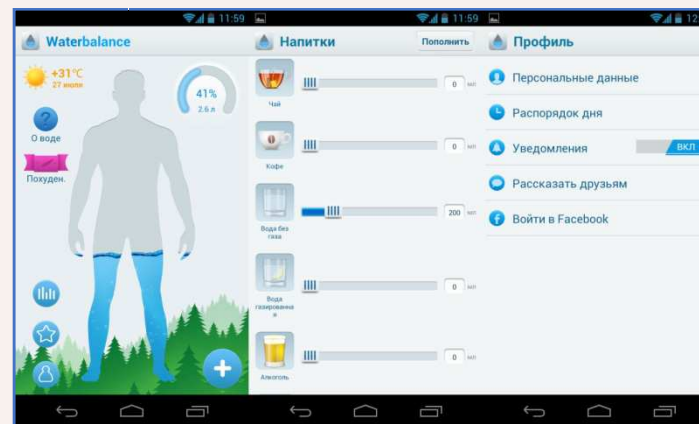 11:59
Waterbalance
+31°C
27 июля
41%
2.6 л
О воде
Похуден.
11:59
Напитки
Пополнить
Чай
0 мл
Кофе
0 мл
Вода без
газа
200 мл
Вода
газированна
я
0 мл
Алкоголь
0 мл
12
Профиль
Персональные данные
Распорядок дня
Уведомления
ВКЛ
Рассказать друзьям
Войти в Facebook